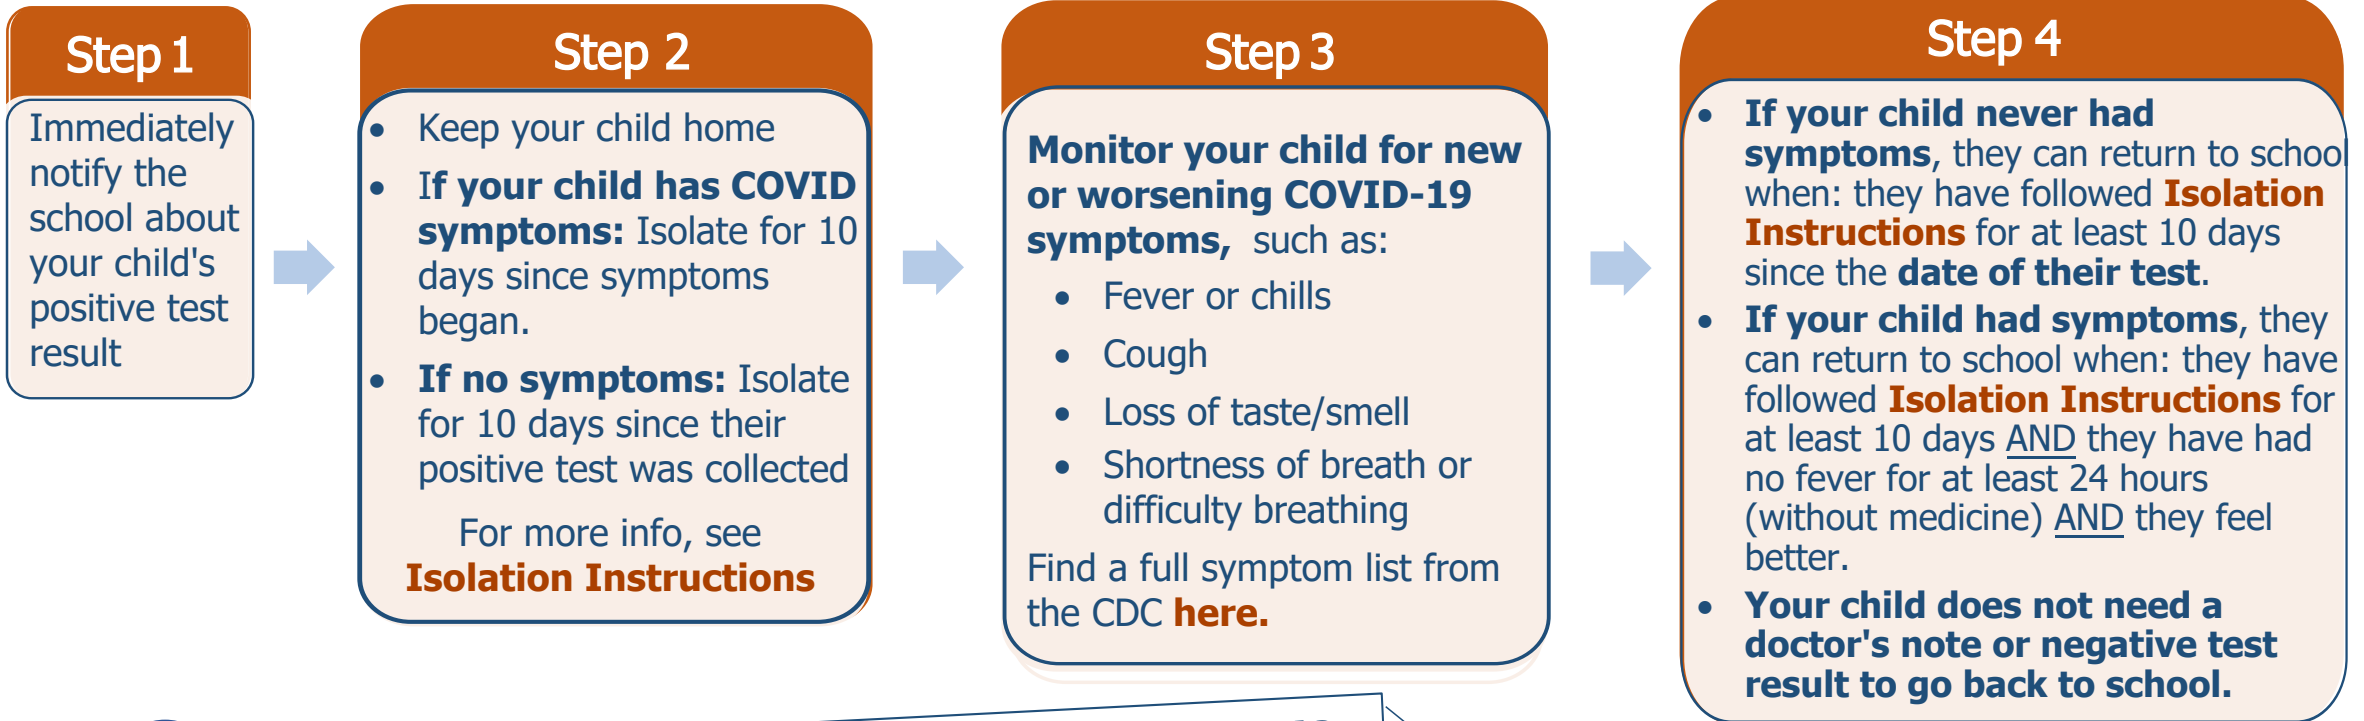 Step 1
Immediately
notify the
school about
your child's
positive test
result
Step 2
• Keep your child home
• If your child has COVID
symptoms: Isolate for 10
days since symptoms
began.
• If no symptoms: Isolate
for 10 days since their
positive test was collected
For more info, see
Isolation Instructions
Step 3
Monitor your child for new
or worsening COVID-19
symptoms, such as:
• Fever or chills
• Cough
• Loss of taste/smell
• Shortness of breath or
difficulty breathing
Find a full symptom list from
the CDC here.
Step 4
• If your child never had
symptoms, they can return to school
when: they have followed Isolation
Instructions for at least 10 days
since the date of their test.
• If your child had symptoms, they
can return to school when: they have
followed Isolation Instructions for
at least 10 days AND they have had
no fever for at least 24 hours
(without medicine) AND they feel
better.
• Your child does not need a
doctor's note or negative test
result to go back to school.